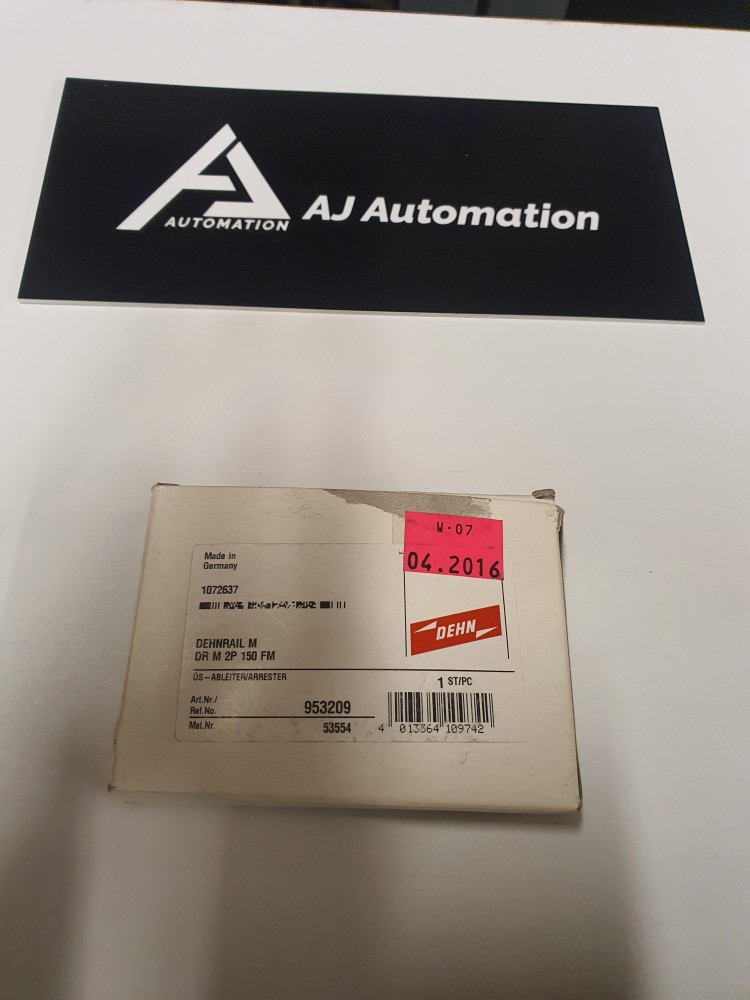 AUTOMATION
AJ Automation
W-07
04.2016
Made in
Germany
1072637
DEHN
DEHNRAIL M
DR M 2P 150 FM
ÜS-ABLEITER/ARRESTER
1 ST/PC
Art.Nr./
Ref.No. 953209
Mat.Nr. 53554
4 013364 109742